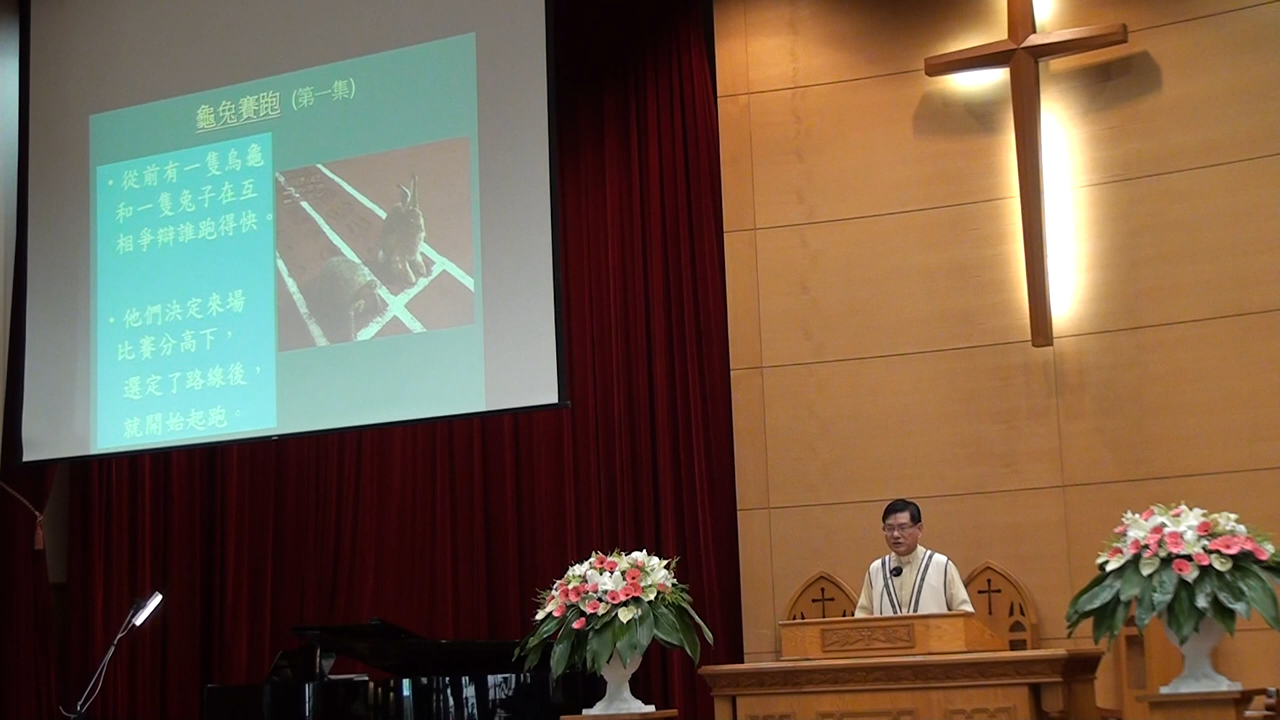 龜兔賽跑 (第一集)
• 從前有一隻烏龜
和一隻兔子在互
相爭辯誰跑得快。
• 他們決定來場
比賽分高下，
選定了路線後，
就開始起跑。